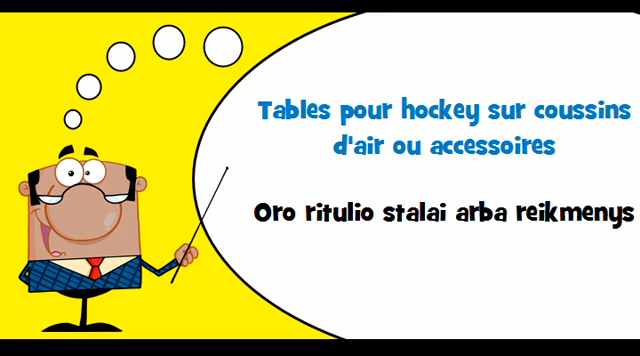 Tables pour hockey sur coussins
d'air ou accessoires
Oro ritulio stalai arba reikmenys